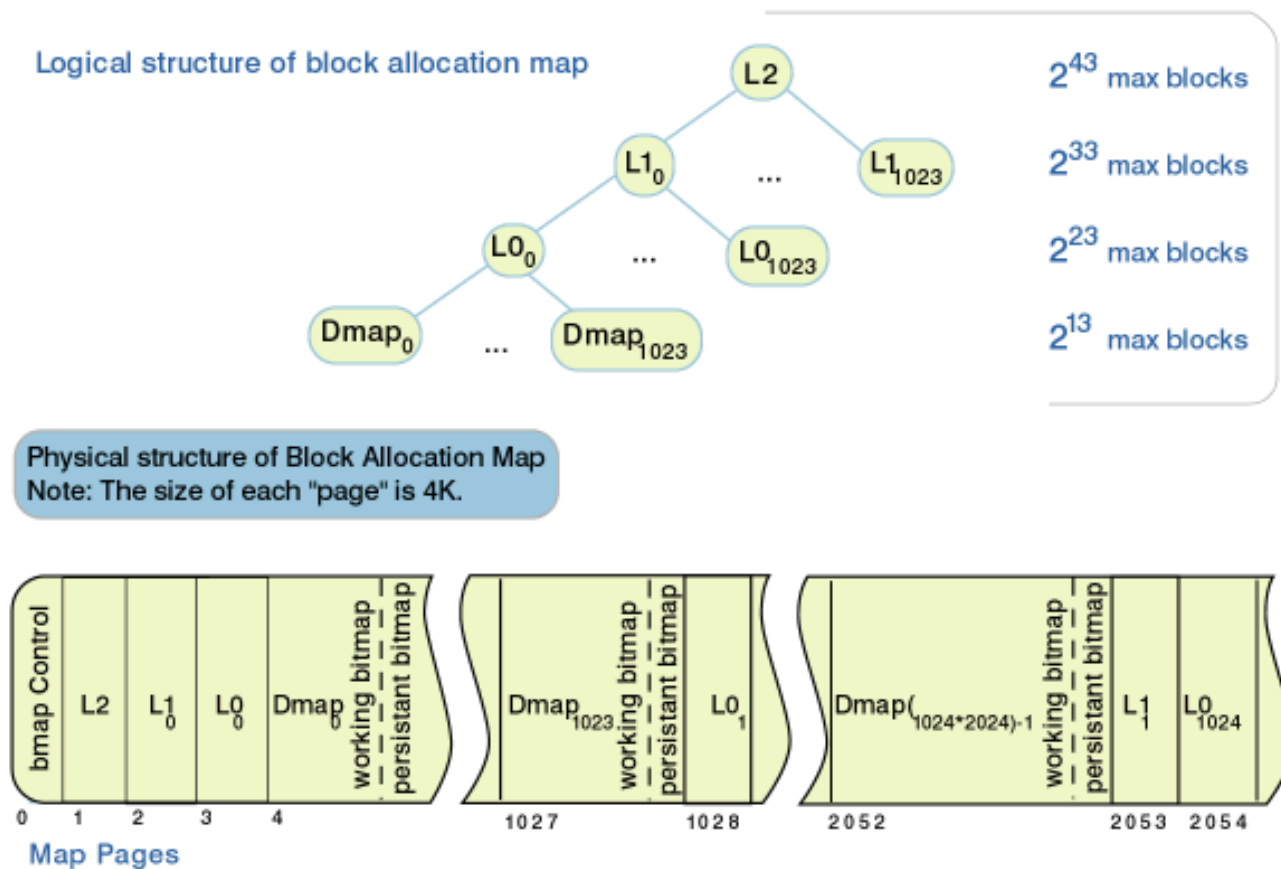 Logical structure of block allocation map
L2
2^43 max blocks
L1_0
...
L1_1023
2^33 max blocks
L0_0
...
L0_1023
2^23 max blocks
Dmap_0
...
Dmap_1023
2^13 max blocks
Physical structure of Block Allocation Map
Note: The size of each "page" is 4K.
bmap Control
L2
L1_0
L0_0
Dmap_0
working bitmap
persistant bitmap
Dmap_1023.
working bitmap
persistant bitmap
L0_1
Dmap(_1024*2024)-1
working bitmap
persistant bitmap
L1_1
L0_1024
0 1 2 3 4 1027 1028 2052 2053 2054
Map Pages